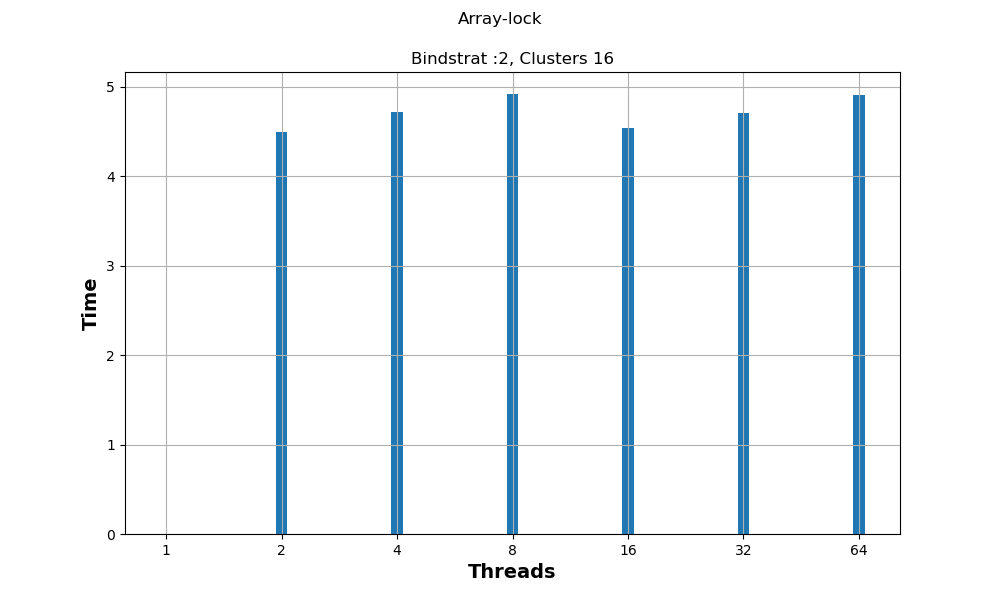 Array-lock
Bindstrat :2, Clusters 16
5
4
3
2
1
0
Time
1 2 4 8 16 32 64
Threads